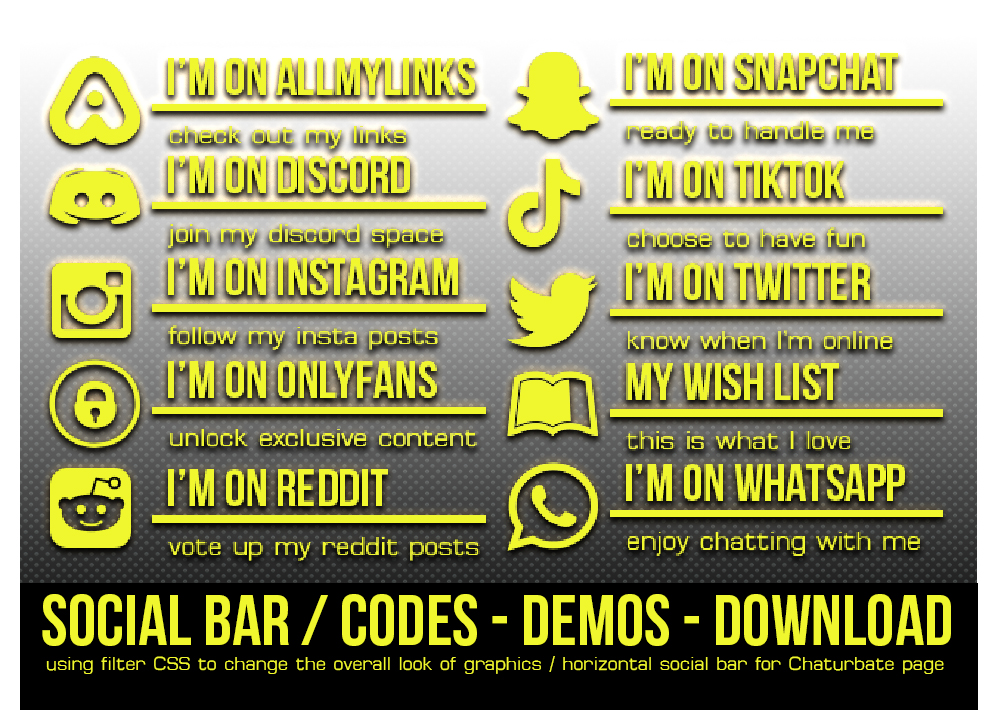 I'M ON ALLMYLINKS
check out my links
I'M ON DISCORD
join my discord space
I'M ON INSTAGRAM
follow my insta posts
I'M ON ONLYFANS
unlock exclusive content
I'M ON REDDIT
vote up my reddit posts
I'M ON SNAPCHAT
ready to handle me
I'M ON TIKTOK
choose to have fun
I'M ON TWITTER
know when I'm online
MY WISH LIST
this is what I love
I'M ON WHATSAPP
enjoy chatting with me
SOCIAL BAR / CODES - DEMOS - DOWNLOAD
using filter CSS to change the overall look of graphics / horizontal social bar for Chaturbate page